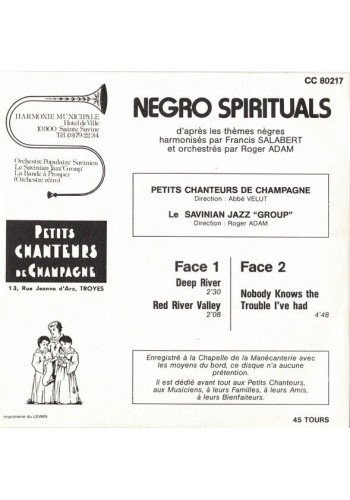 CC 80217
HARMONIE MUNICIPALE
Hotel de Ville
10300 Sainte Savine
Tél.(25)79.22.34
Orchestre Populaire Savinien
Le Savinian Jazz "Group"
La Bande à Prosper
(Orchestre rétro)
PETITS
CHANTEURS
DE CHAMPAGNE
13, Rue Jeanne d'Arc, TROYES
NEGRO SPIRITUALS
d'après les thèmes nègres
harmonisés par Francis SALABERT
et orchestrés par Roger ADAM
PETITS CHANTEURS DE CHAMPAGNE
Direction : Abbé VELUT
Le SAVINIAN JAZZ "GROUP"
Direction : Roger ADAM
Face 1
Deep River
2'30
Red River Valley
2'08
Face 2
Nobody Knows the
Trouble I've had
4'48
Enregistré à la Chapelle de la Manécanterie avec
les moyens du bord, ce disque n'a aucune
prétention.
Il est dédié avant tout aux Petits Chanteurs,
aux Musiciens, à leurs Familles, à leurs Amis,
à leurs Bienfaiteurs.
Imprimerie du LEVAIN
45 TOURS